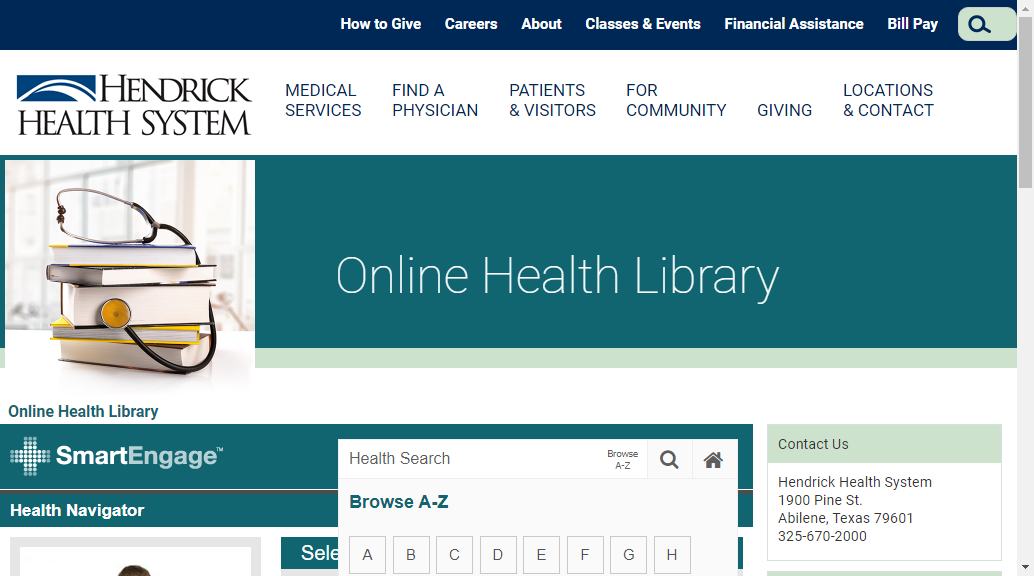 How to Give Careers About Classes & Events Financial Assistance Bill Pay
HENDRICK
HEALTH SYSTEM
MEDICAL
SERVICES
FIND A
PHYSICIAN
PATIENTS
& VISITORS
FOR
COMMUNITY
GIVING
LOCATIONS
& CONTACT
Online Health Library
Online Health Library
SmartEngage™
Health Search
Browse
A-Z
Browse A-Z
A B C D E F G H
Health Navigator
Sele
Contact Us
Hendrick Health System
1900 Pine St.
Abilene, Texas 79601
325-670-2000